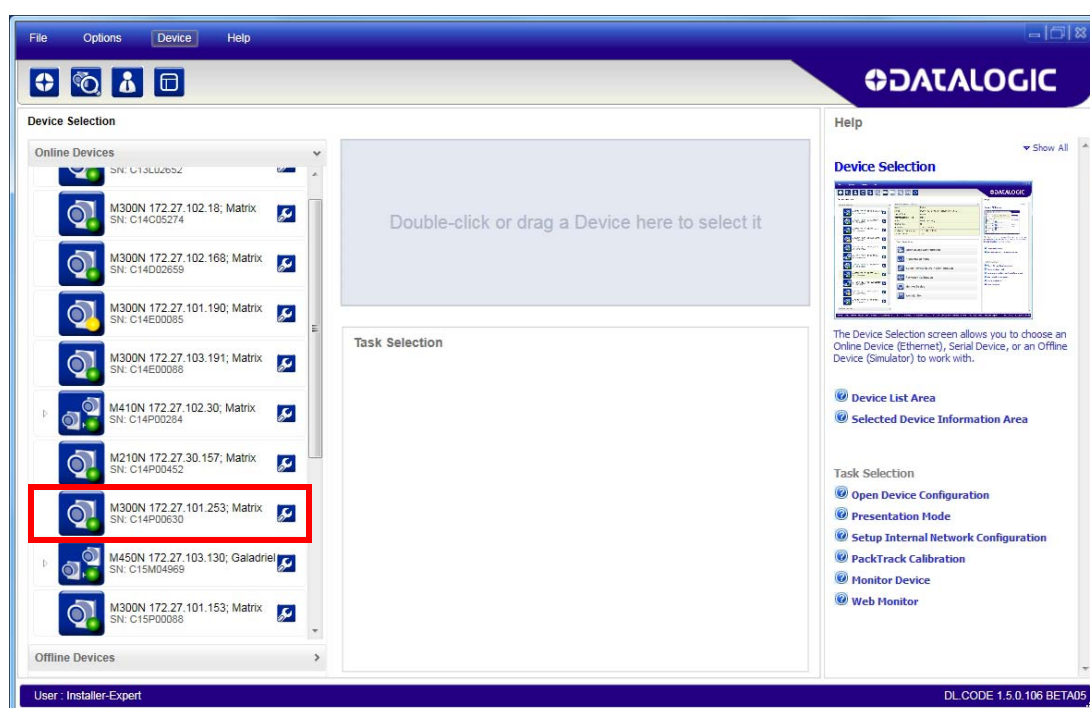 File Options Device Help
DATALOGIC
Device Selection
Online Devices
SN: C13L02652
M300N 172.27.102.18; Matrix
SN: C14C05274
M300N 172.27.102.168; Matrix
SN: C14D02659
M300N 172.27.101.190; Matrix
SN: C14E00085
M300N 172.27.103.191; Matrix
SN: C14E00088
M410N 172.27.102.30; Matrix
SN: C14P00284
M210N 172.27.30.157; Matrix
SN: C14P00452
M300N 172.27.101.253; Matrix
SN: C14P00630
M450N 172.27.103.130; Galadriel
SN: C15M04969
M300N 172.27.101.153; Matrix
SN: C15P00088
Offline Devices
Double-click or drag a Device here to select it
Task Selection
Help
Show All
Device Selection
DATALOGIC
The Device Selection screen allows you to choose an
Online Device (Ethernet), Serial Device, or an Offline
Device (Simulator) to work with.
Device List Area
Selected Device Information Area
Task Selection
Open Device Configuration
Presentation Mode
Setup Internal Network Configuration
PackTrack Calibration
Monitor Device
Web Monitor
User : Installer-Expert
DL.CODE 1.5.0.106 BETA05